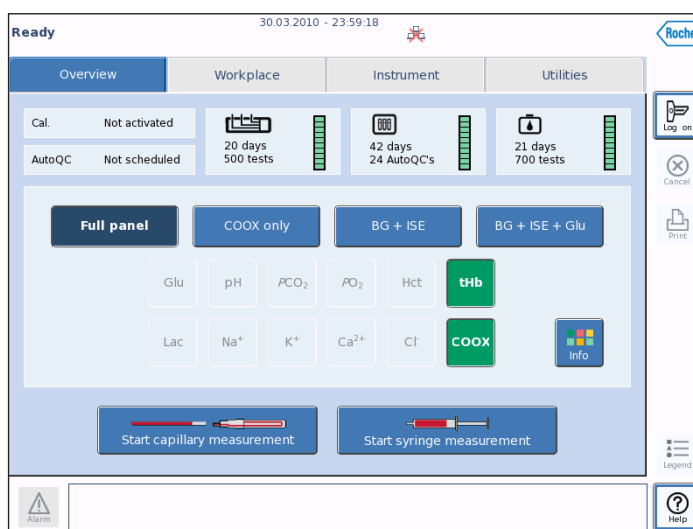 Ready
30.03.2010 - 23:59:18
Roche
Overview
Workplace
Instrument
Utilities
Log on
Cal. Not activated
AutoQC Not scheduled
20 days
500 tests
42 days
24 AutoQC's
21 days
700 tests
Cancel
Print
Full panel
COOX only
BG + ISE
BG + ISE + Glu
Glu
pH
PCO₂
PO₂
Hct
tHb
Lac
Na⁺
K⁺
Ca²⁺
Cl⁻
COOX
Info
Start capillary measurement
Start syringe measurement
Legend
Alarm
Help